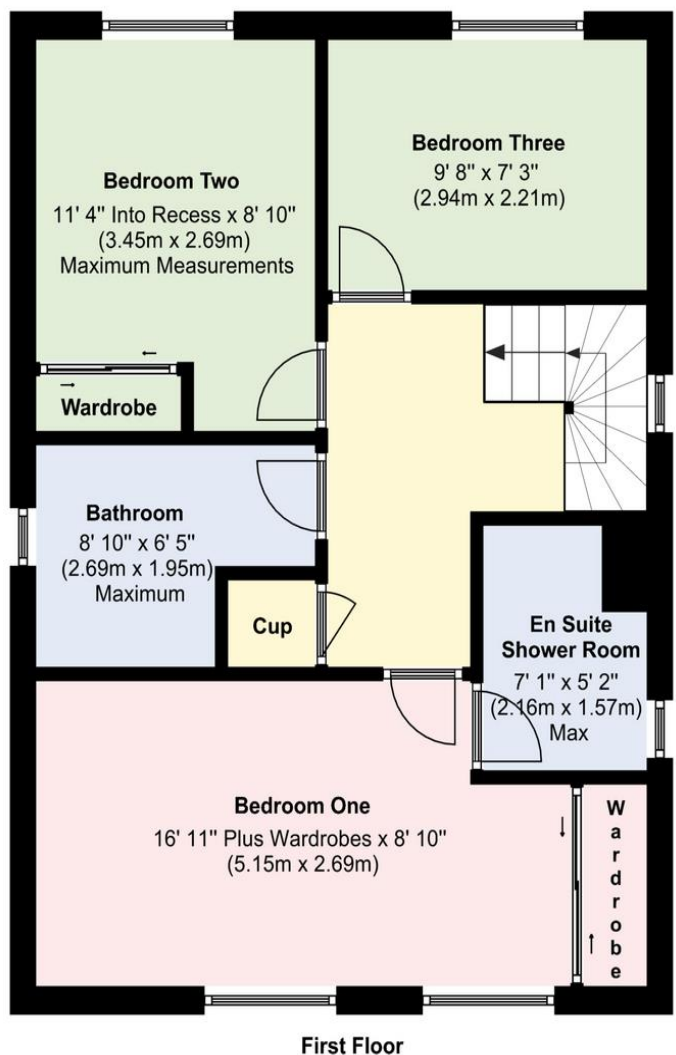 Bedroom Two
11' 4" Into Recess x 8' 10"
(3.45m x 2.69m)
Maximum Measurements
Bedroom Three
9' 8" x 7' 3"
(2.94m x 2.21m)
Wardrobe
Bathroom
8' 10" x 6' 5"
(2.69m x 1.95m)
Maximum
Cup
En Suite
Shower Room
7' 1" x 5' 2"
(2.16m x 1.57m)
Max
Bedroom One
16' 11" Plus Wardrobes x 8' 10"
(5.15m x 2.69m)
Wardrobe
First Floor